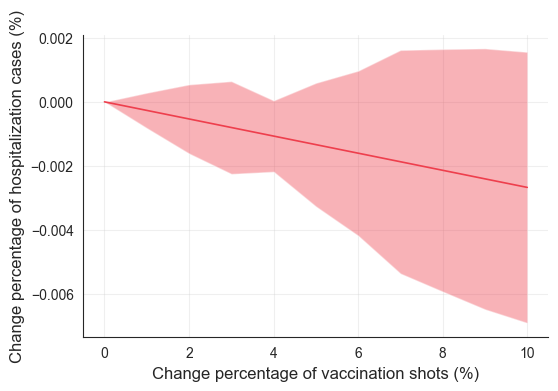 Change percentage of hospitalization cases (%)
0.002
0.000
−0.002
−0.004
−0.006
0 2 4 6 8 10
Change percentage of vaccination shots (%)